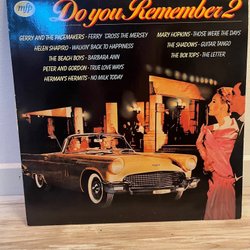 mfp
Do you Remember 2
GERRY AND THE PACEMAKERS - FERRY 'CROSS THE MERSEY
HELEN SHAPIRO - WALKIN' BACK TO HAPPINESS
THE BEACH BOYS - BARBARA ANN
PETER AND GORDON - TRUE LOVE WAYS
HERMAN'S HERMITS - NO MILK TODAY
MARY HOPKINS - THOSE WERE THE DAYS
THE SHADOWS - GUITAR TANGO
THE BOX TOPS - THE LETTER